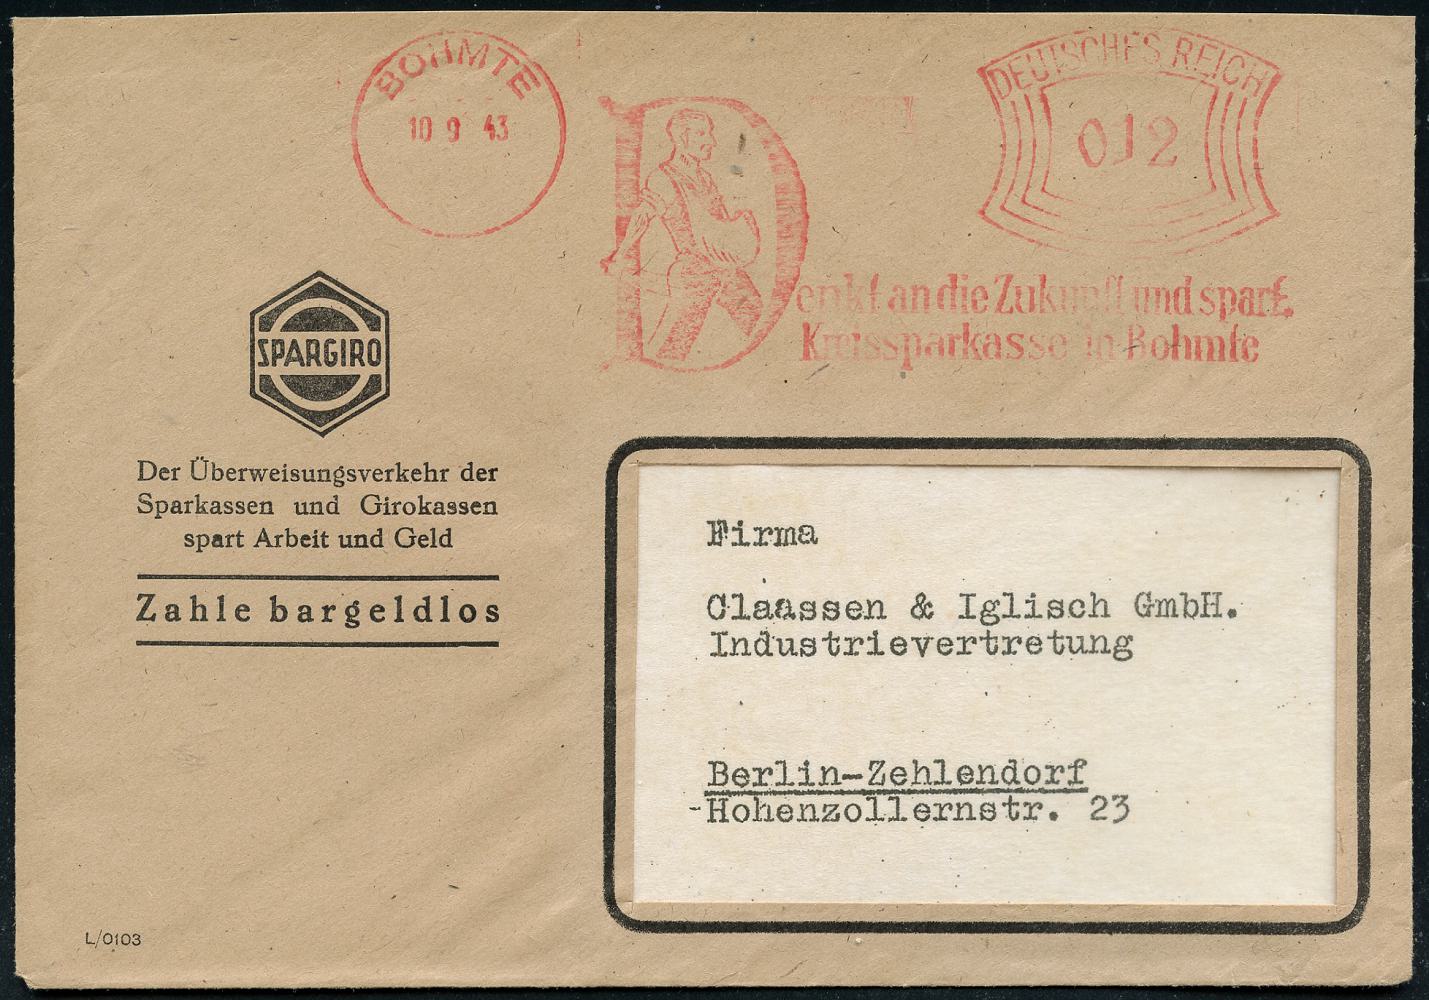 BOHMTE
10 9 43
DEUTSCHES REICH
012
Denkt an die Zukunft und spart.
Kreissparkasse in Bohmte
SPARGIRO
Der Überweisungsverkehr der
Sparkassen und Girokassen
spart Arbeit und Geld
Zahle bargeldlos
Firma
Claassen & Iglisch GmbH.
Industrievertretung
Berlin-Zehlendorf
-Hohenzollernstr. 23
L/0103